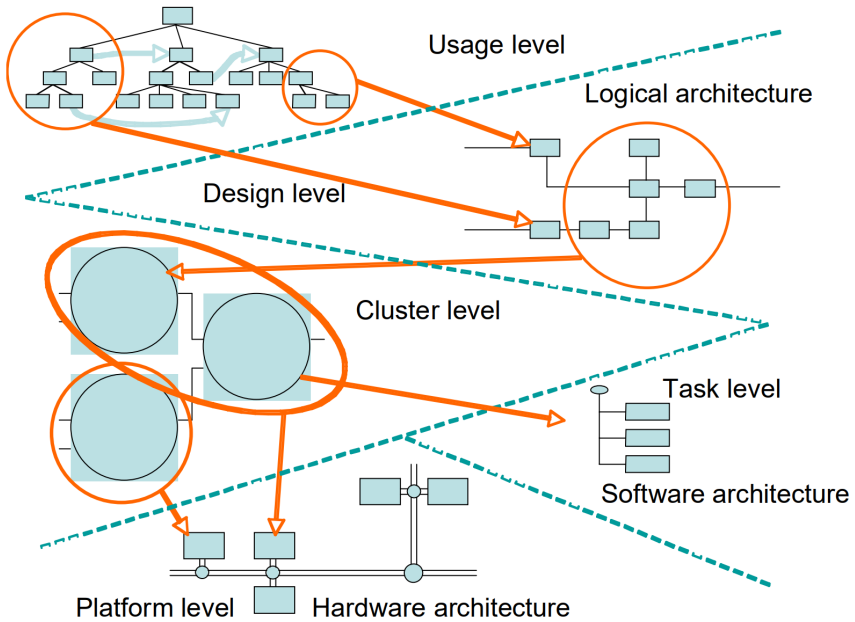 Usage level
Logical architecture
Design level
Cluster level
Task level
Software architecture
Platform level
Hardware architecture